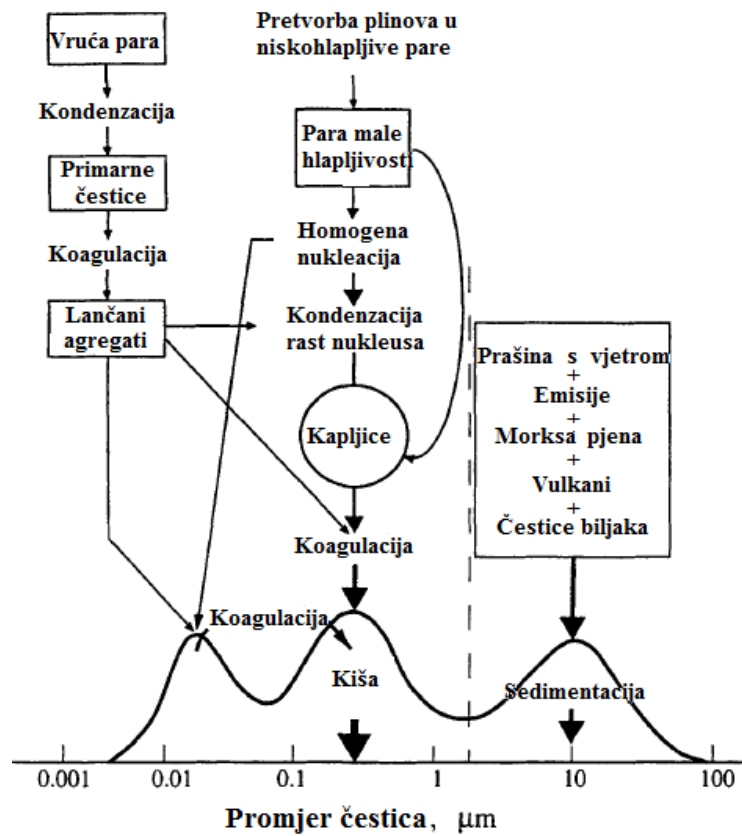 Vruća para
Kondenzacija
Primarne
čestice
Koagulacija
Lančani
agregati
Pretvorba plinova u
niskohlapljive pare
Para male
hlapljivosti
Homogena
nukleacija
Kondenzacija
rast nukleusa
Kapljice
Koagulacija
Prašina s vjetrom
+
Emisije
+
Morksa pjena
+
Vulkani
+
Čestice biljaka
Koagulacija
Kiša
Sedimentacija
0.001 0.01 0.1 1 10 100
Promjer čestica, μm